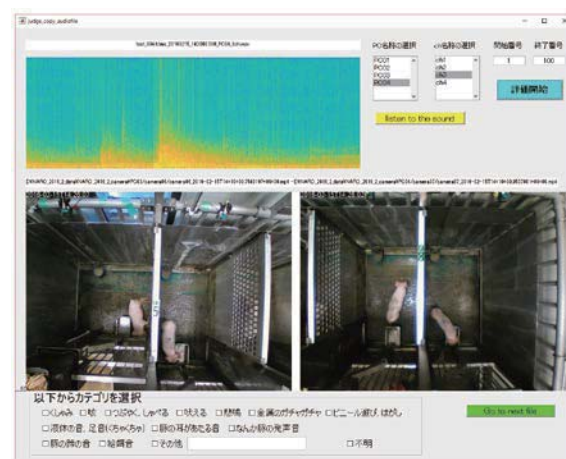 judge_copy_audiofile
PC名称の選択
ch名称の選択
開始番号
終了番号
PC01
PC02
PC03
PC04
ch1
ch2
ch3
ch4
1
100
評価開始
listen to the sound
以下からカテゴリを選択
□くしゃみ □咳 □つぶやく、しゃべる □吠える □悲鳴 □金属のガチャガチャ □ビニール遊び、はがし
□液体の音、足音(くちゃくちゃ) □豚の耳があたる音 □なんか豚の発声音
□豚の鈴の音 □給餌音 □その他 □不明
Go to next file